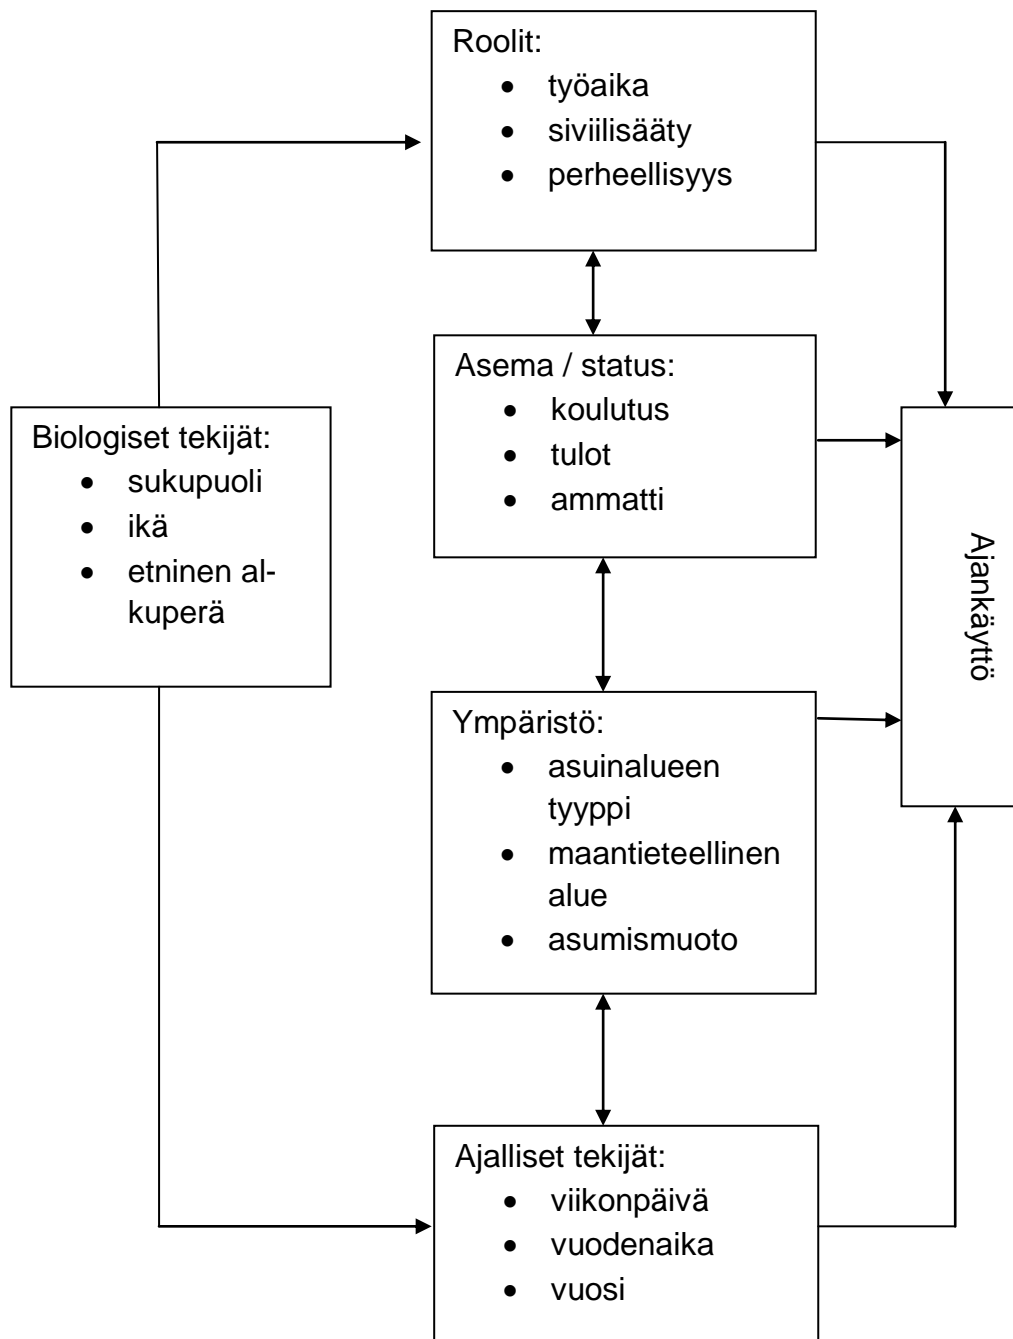 Roolit:
• työaika
• siviilisääty
• perheellisyys
Asema / status:
• koulutus
• tulot
• ammatti
Biologiset tekijät:
• sukupuoli
• ikä
• etninen al-
kuperä
Ajankäyttö
Ympäristö:
• asuinalueen
tyyppi
• maantieteellinen
alue
• asumismuoto
Ajalliset tekijät:
• viikonpäivä
• vuodenaika
• vuosi